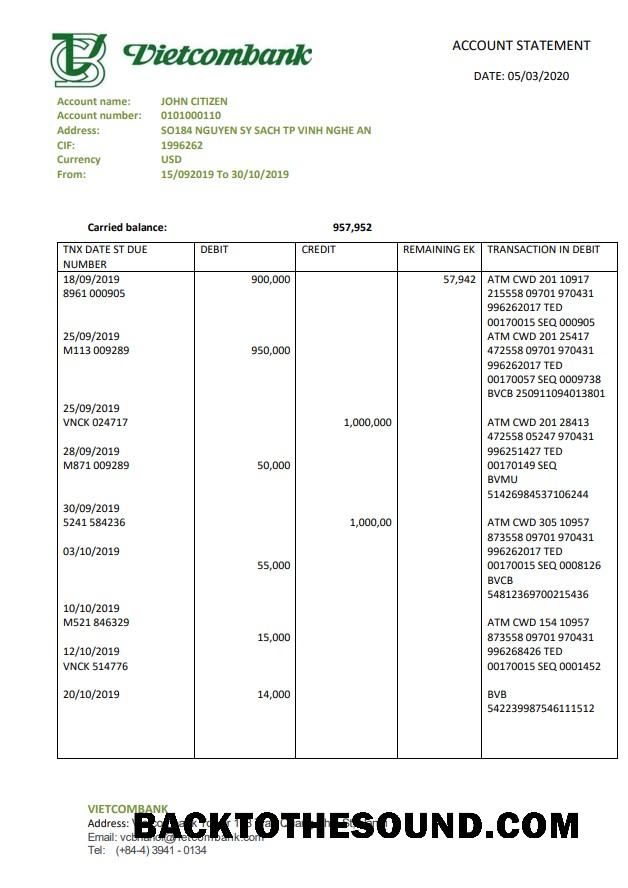 Vietcombank
ACCOUNT STATEMENT
DATE: 05/03/2020
Account name: JOHN CITIZEN
Account number: 0101000110
Address: SO184 NGUYEN SY SACH TP VINH NGHE AN
CIF: 1996262
Currency USD
From: 15/092019 To 30/10/2019
Carried balance: 957,952
TNX DATE ST DUE NUMBER DEBIT CREDIT REMAINING EK TRANSACTION IN DEBIT
18/09/2019 900,000 57,942 ATM CWD 201 10917
8961 000905 215558 09701 970431
996262017 TED
00170015 SEQ 000905
25/09/2019 ATM CWD 201 25417
M113 009289 950,000 472558 09701 970431
996262017 TED
00170057 SEQ 0009738
BVCB 250911094013801
25/09/2019
VNCK 024717 1,000,000 ATM CWD 201 28413
472558 05247 970431
28/09/2019 996251427 TED
M871 009289 50,000 00170149 SEQ
BVMU
51426984537106244
30/09/2019
5241 584236 1,000,00 ATM CWD 305 10957
873558 09701 970431
03/10/2019 996262017 TED
55,000 00170015 SEQ 0008126
BVCB
54812369700215436
10/10/2019
M521 846329 ATM CWD 154 10957
15,000 873558 09701 970431
12/10/2019 996268426 TED
VNCK 514776 00170015 SEQ 0001452
20/10/2019 14,000 BVB
542239987546111512
VIETCOMBANK
Address:
BACKTOTHESOUND.COM
Email:
Tel: (+84-4) 3941 - 0134